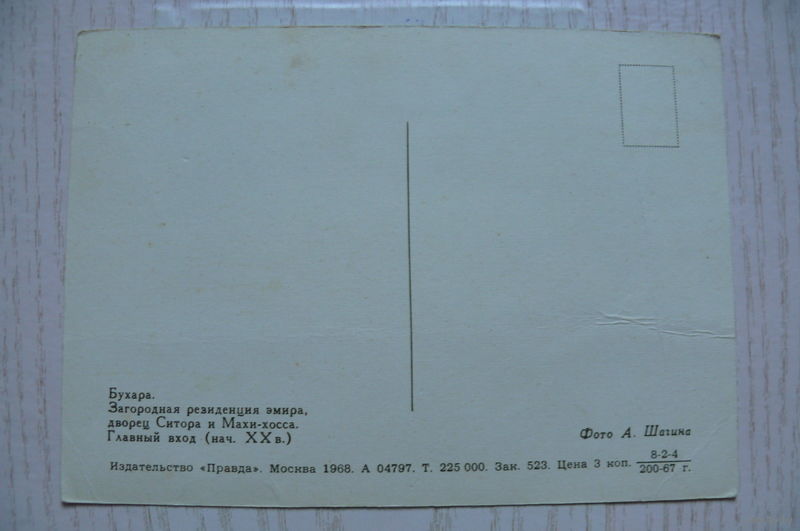 Бухара.
Загородная резиденция эмира,
дворец Ситора и Махи-хосса.
Главный вход (нач. XX в.)
Фото А. Шагина
Издательство «Правда». Москва 1968. А 04797. Т. 225 000. Зак. 523. Цена 3 коп. 8-2-4
200-67 г.